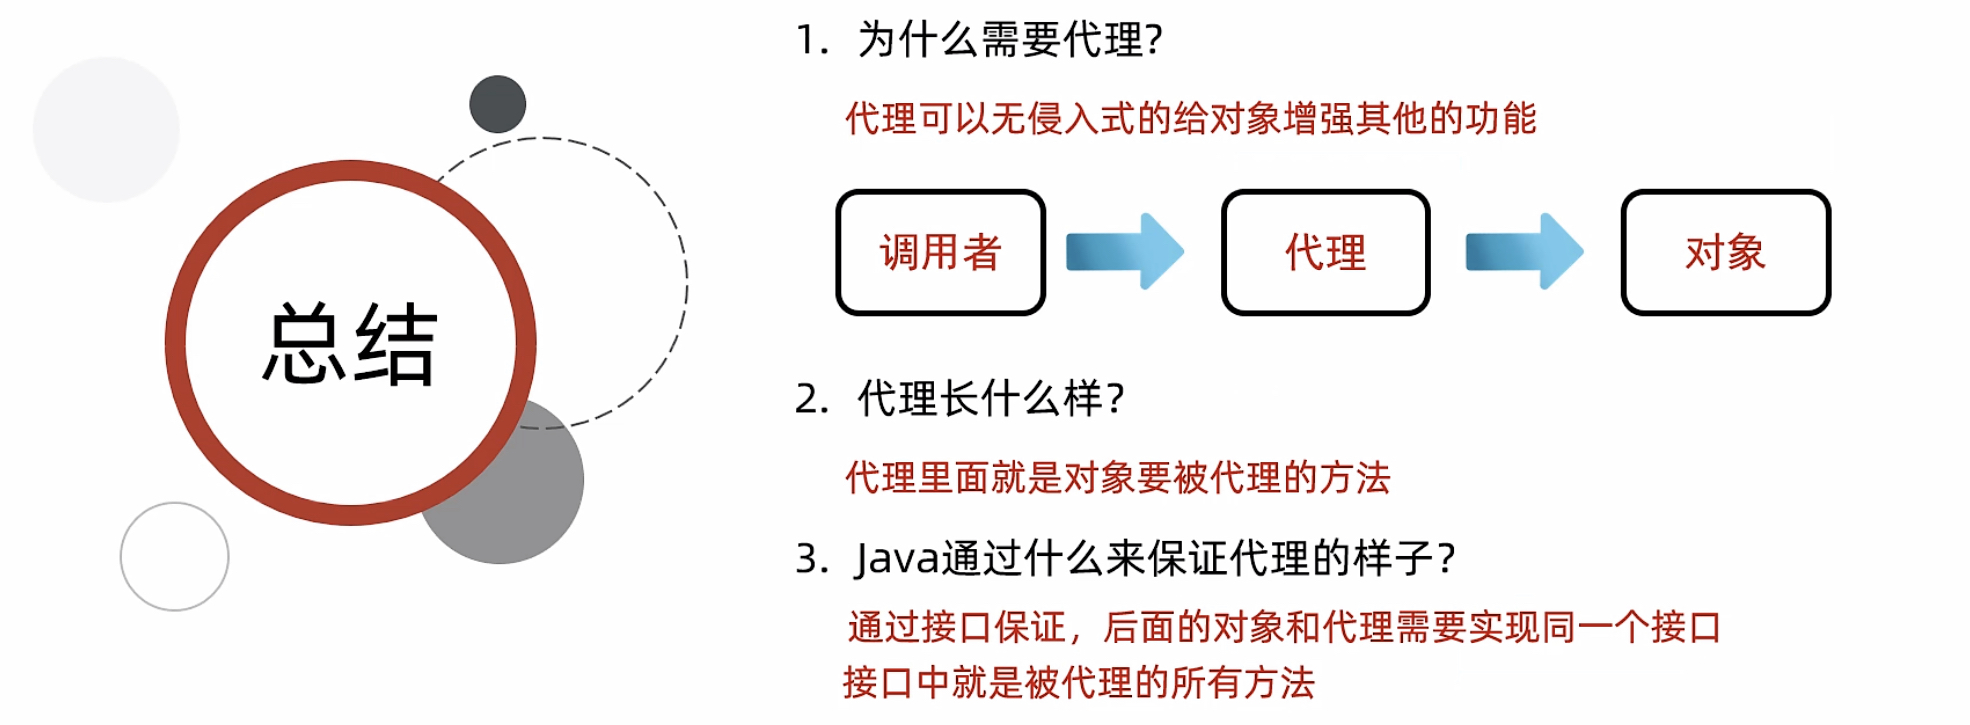 总结
1. 为什么需要代理？
代理可以无侵入式的给对象增强其他的功能
调用者 代理 对象
2. 代理长什么样？
代理里面就是对象要被代理的方法
3. Java通过什么来保证代理的样子？
通过接口保证，后面的对象和代理需要实现同一个接口
接口中就是被代理的所有方法